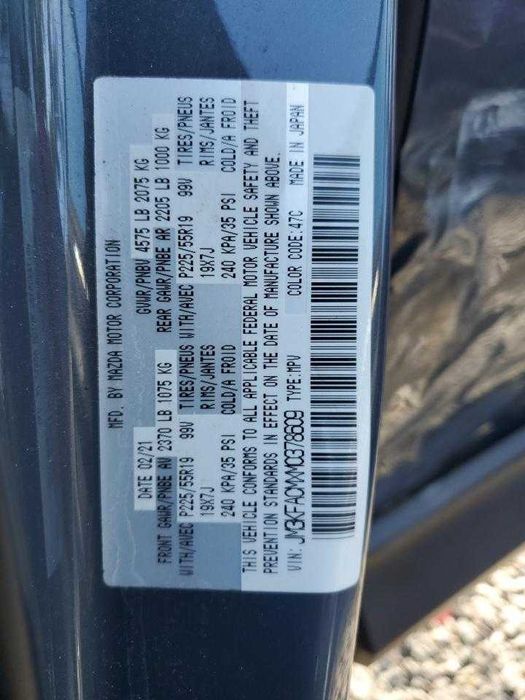 MFD. BY MAZDA MOTOR CORPORATION
DATE 02/21 GVWR/PNBV 4575 LB 2075 KG
FRONT GAWR/PNBE AV 2370 LB 1075 KG REAR GAWR/PNBE AR 2205 LB 1000 KG
WITH/AVEC P225/55R19 99V TIRES/PNEUS WITH/AVEC P225/55R19 99V TIRES/PNEUS
19X7J RIMS/JANTES 19X7J RIMS/JANTES
240 KPA/35 PSI COLD/A FROID 240 KPA/35 PSI COLD/A FROID
THIS VEHICLE CONFORMS TO ALL APPLICABLE FEDERAL MOTOR VEHICLE SAFETY AND THEFT
PREVENTION STANDARDS IN EFFECT ON THE DATE OF MANUFACTURE SHOWN ABOVE.
VIN: JM3KFACMXM0378609 TYPE:MPV COLOR CODE:47C MADE IN JAPAN